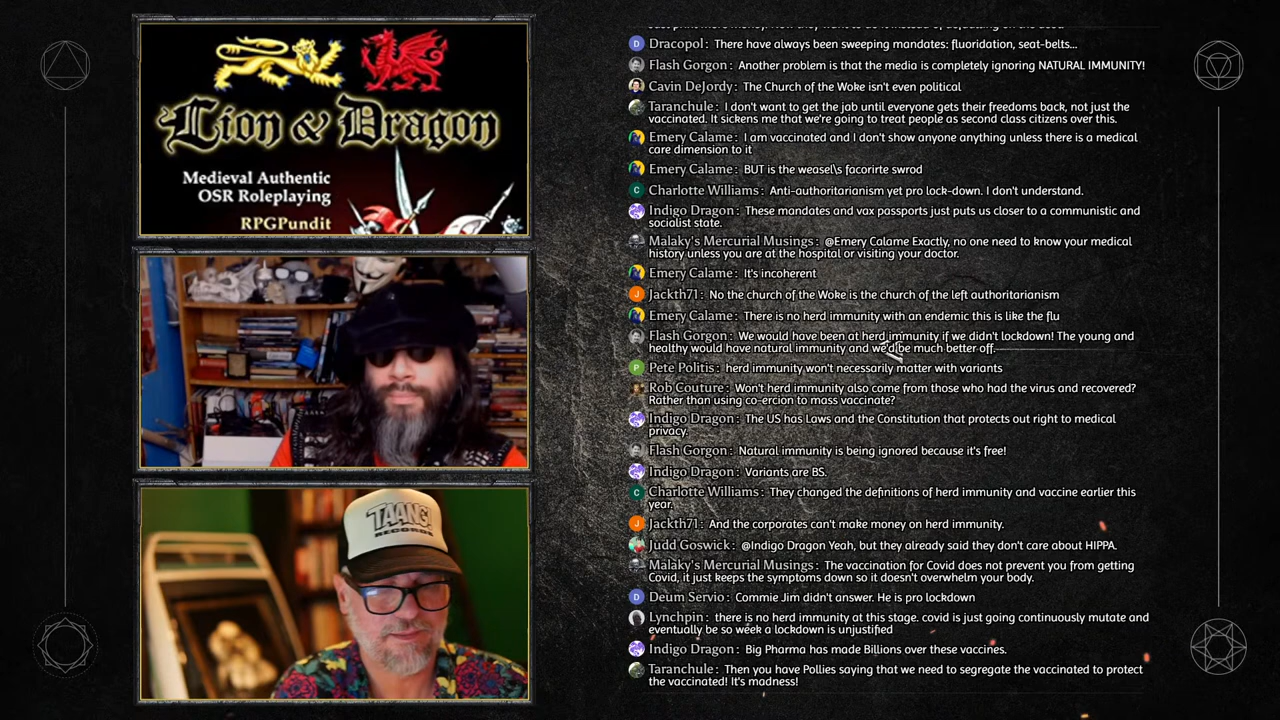 Lion & Dragon
Medieval Authentic
OSR Roleplaying
RPGPundit
TAANG!
RECORDS
Dracopol: There have always been sweeping mandates: fluoridation, seat-belts...
Flash Gorgon: Another problem is that the media is completely ignoring NATURAL IMMUNITY!
Cavin DeJordy: The Church of the Woke isn't even political
Taranchule: I don't want to get the jab until everyone gets their freedoms back, not just the
vaccinated. It sickens me that we're going to treat people as second class citizens over this.
Emery Calame: I am vaccinated and I don't show anyone anything unless there is a medical
care dimension to it
Emery Calame: BUT is the weasel\s facorirte swrod
Charlotte Williams: Anti-authoritarianism yet pro lock-down. I don't understand.
Indigo Dragon: These mandates and vax passports just puts us closer to a communistic and
socialist state.
Malaky's Mercurial Musings: @Emery Calame Exactly, no one need to know your medical
history unless you are at the hospital or visiting your doctor.
Emery Calame: It's incoherent
Jackth71: No the church of the Woke is the church of the left authoritarianism
Emery Calame: There is no herd immunity with an endemic this is like the flu
Flash Gorgon: We would have been at herd immunity if we didn't lockdown! The young and
healthy would have natural immunity and we'd be much better off.
P
Pete Politis: herd immunity won't necessarily matter with variants
Rob Couture: Won't herd immunity also come from those who had the virus and recovered?
Rather than using co-ercion to mass vaccinate?
Indigo Dragon: The US has Laws and the Constitution that protects out right to medical
privacy.
Flash Gorgon: Natural immunity is being ignored because it's free!
Indigo Dragon: Variants are BS.
Charlotte Williams: They changed the definitions of herd immunity and vaccine earlier this
year.
Jackth71: And the corporates can't make money on herd immunity.
Judd Goswick: @Indigo Dragon Yeah, but they already said they don't care about HIPPA.
Malaky's Mercurial Musings: The vaccination for Covid does not prevent you from getting
Covid, it just keeps the symptoms down so it doesn't overwhelm your body.
Deum Servio: Commie Jim didn't answer. He is pro lockdown
Lynchpin: there is no herd immunity at this stage. covid is just going continuously mutate and
eventually be so week a lockdown is unjustified
Indigo Dragon: Big Pharma has made Billions over these vaccines.
Taranchule: Then you have Pollies saying that we need to segregate the vaccinated to protect
the vaccinated! It's madness!